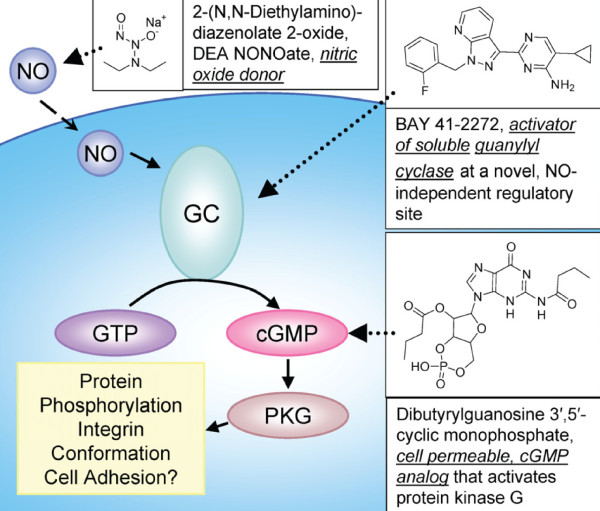 2-(N,N-Diethylamino)-
diazenolate 2-oxide,
DEA NONOate, nitric
oxide donor
Na+
O
N
N
O-
N
NO
NO
GC
GTP
cGMP
PKG
Protein
Phosphorylation
Integrin
Conformation
Cell Adhesion?
N
N
N
N
N
F
NH2
BAY 41-2272, activator
of soluble guanylyl
cyclase at a novel, NO-
independent regulatory
site
O
N
N
N
N
H
N
H
O
O
O
O
O
HO
P
O
O
Dibutyrylguanosine 3′,5′-
cyclic monophosphate,
cell permeable, cGMP
analog that activates
protein kinase G